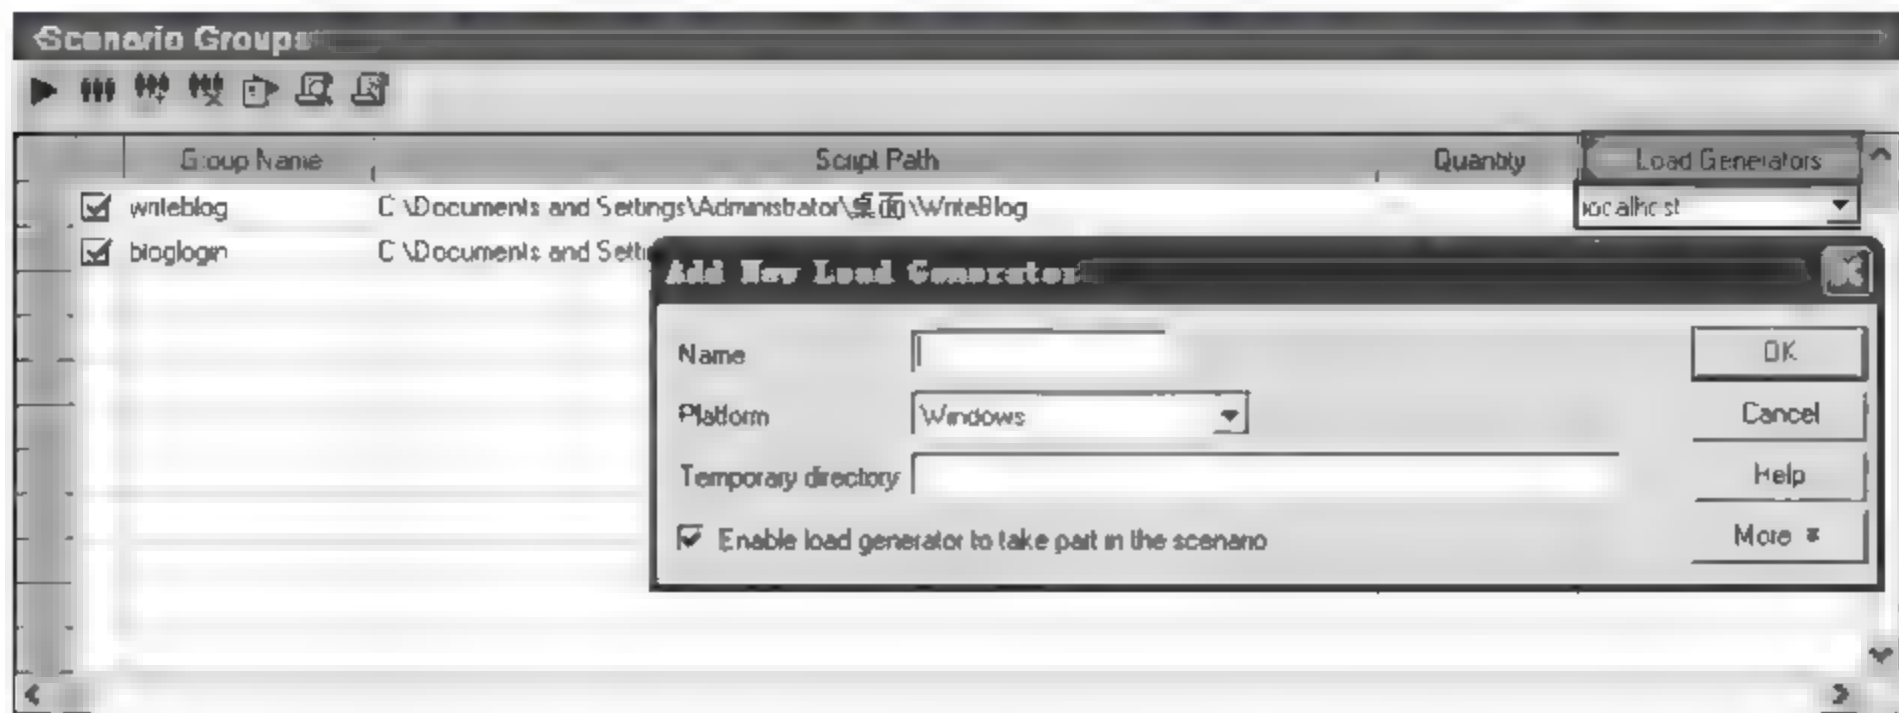 Scenario Groups
Group Name Script Path Quantity Load Generators
writeblog C:\Documents and Settings\Administrator\桌面\WriteBlog localhost
bloglogin C:\Documents and Setti
Add New Load Generator
Name OK
Platform Windows Cancel
Temporary directory Help
Enable load generator to take part in the scenario More